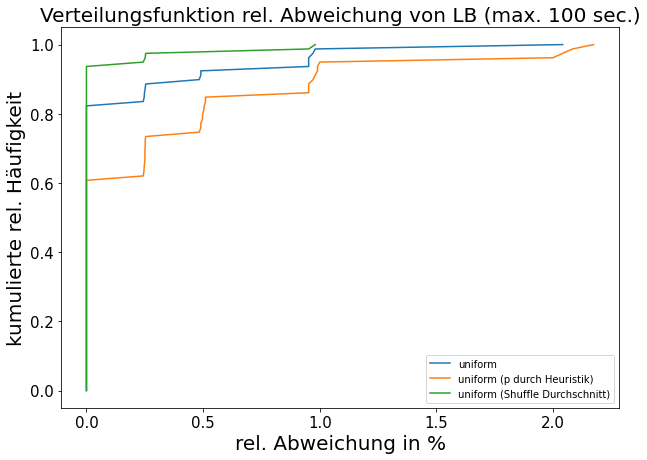 Verteilungsfunktion rel. Abweichung von LB (max. 100 sec.)
kumulierte rel. Häufigkeit
1.0
0.8
0.6
0.4
0.2
0.0
uniform
uniform (p durch Heuristik)
uniform (Shuffle Durchschnitt)
0.0 0.5 1.0 1.5 2.0
rel. Abweichung in %